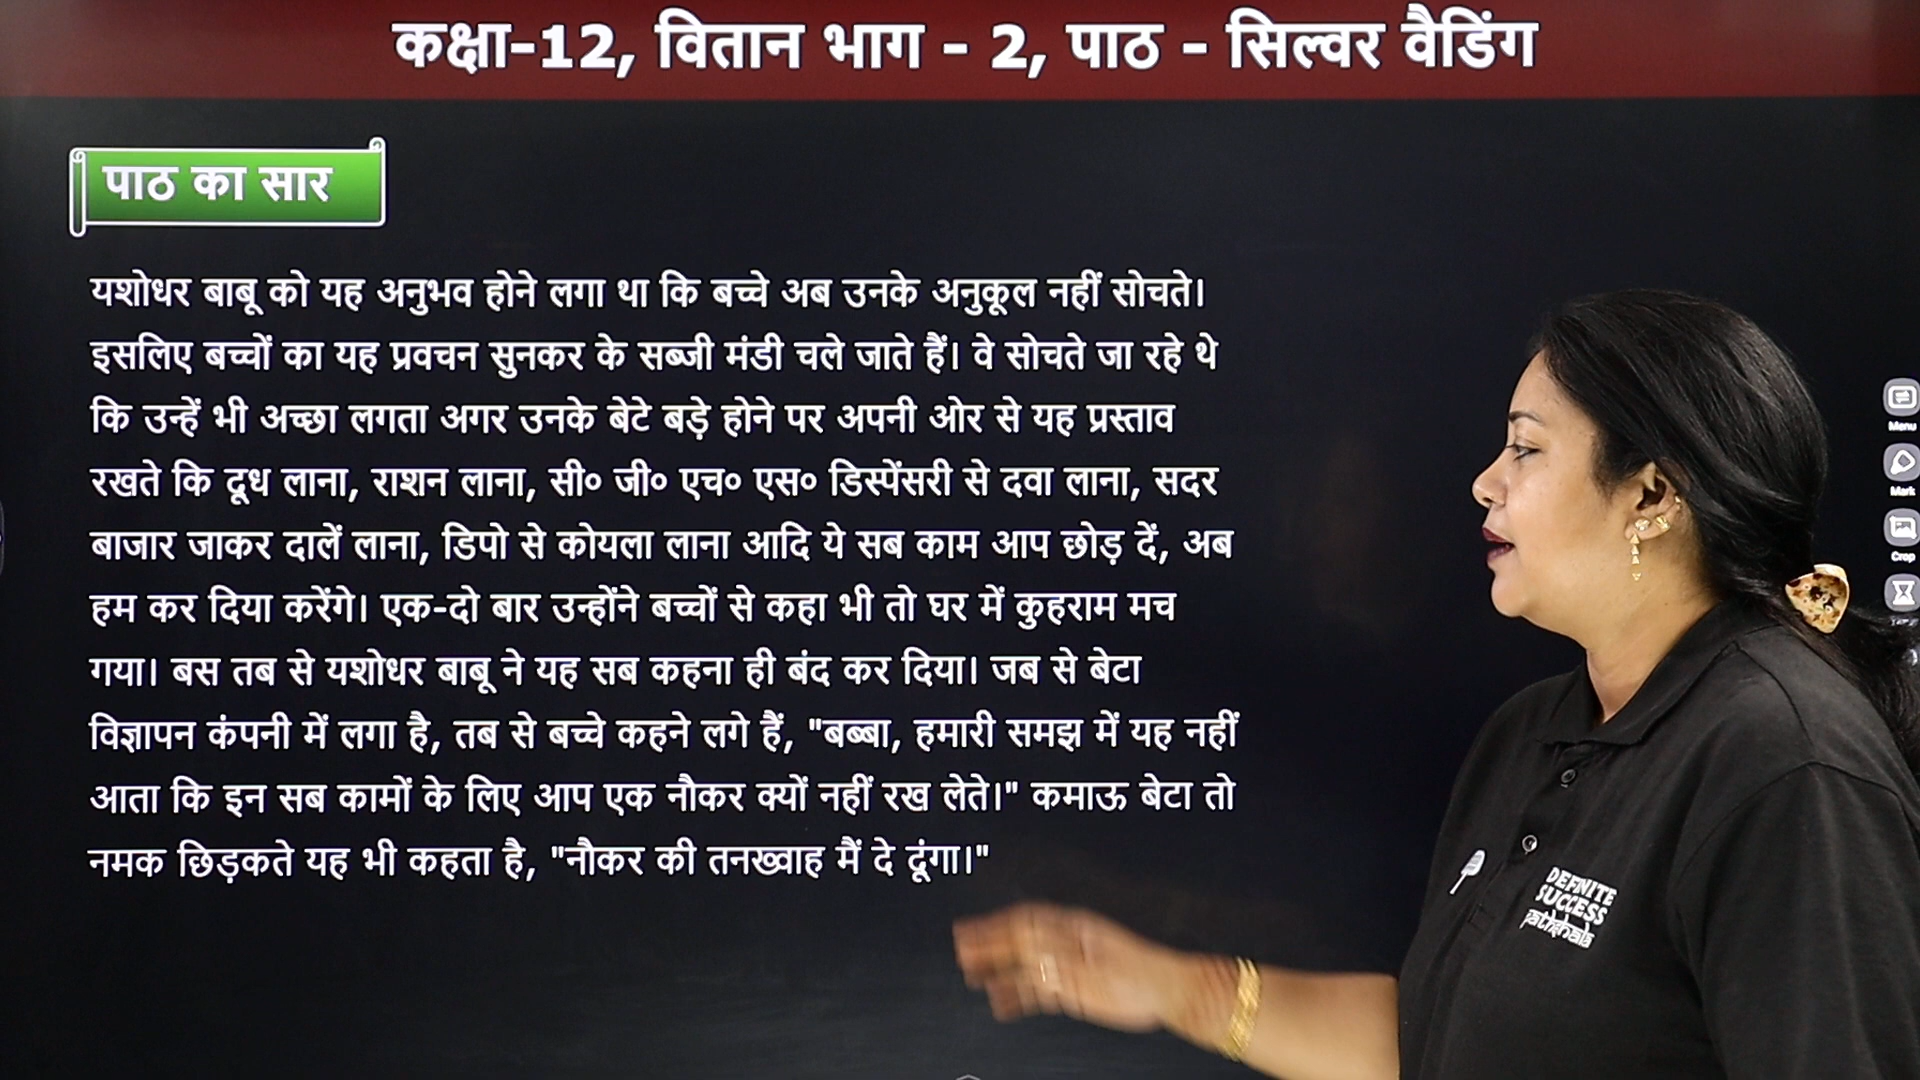 कक्षा-12, वितान भाग - 2, पाठ - सिल्वर वैडिंग
पाठ का सार
यशोधर बाबू को यह अनुभव होने लगा था कि बच्चे अब उनके अनुकूल नहीं सोचते।
इसलिए बच्चों का यह प्रवचन सुनकर के सब्जी मंडी चले जाते हैं। वे सोचते जा रहे थे
कि उन्हें भी अच्छा लगता अगर उनके बेटे बड़े होने पर अपनी ओर से यह प्रस्ताव
रखते कि दूध लाना, राशन लाना, सी० जी० एच० एस० डिस्पेंसरी से दवा लाना, सदर
बाजार जाकर दालें लाना, डिपो से कोयला लाना आदि ये सब काम आप छोड़ दें, अब
हम कर दिया करेंगे। एक-दो बार उन्होंने बच्चों से कहा भी तो घर में कुहराम मच
गया। बस तब से यशोधर बाबू ने यह सब कहना ही बंद कर दिया। जब से बेटा
विज्ञापन कंपनी में लगा है, तब से बच्चे कहने लगे हैं, "बब्बा, हमारी समझ में यह नहीं
आता कि इन सब कामों के लिए आप एक नौकर क्यों नहीं रख लेते।" कमाऊ बेटा तो
नमक छिड़कते यह भी कहता है, "नौकर की तनख्वाह मैं दे दूंगा।"
Menu
Mark
Crop
DEFINITE
SUCCESS
pathshala